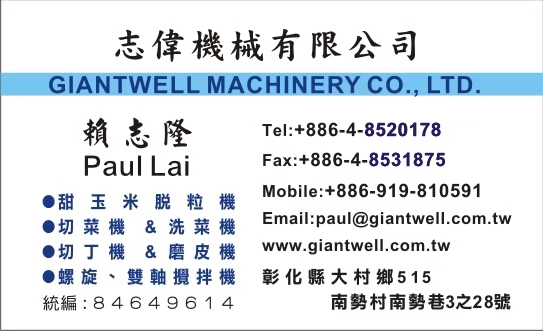 志偉機械有限公司
GIANTWELL MACHINERY CO., LTD.
賴志隆
Paul Lai
●甜玉米脱粒機
●切菜機 & 洗菜機
●切丁機 & 磨皮機
●螺旋、雙軸攪拌機
統編:84649614
Tel:+886-4-8520178
Fax:+886-4-8531875
Mobile:+886-919-810591
Email:paul@giantwell.com.tw
www.giantwell.com.tw
彰化縣大村鄉515
南勢村南勢巷3之28號